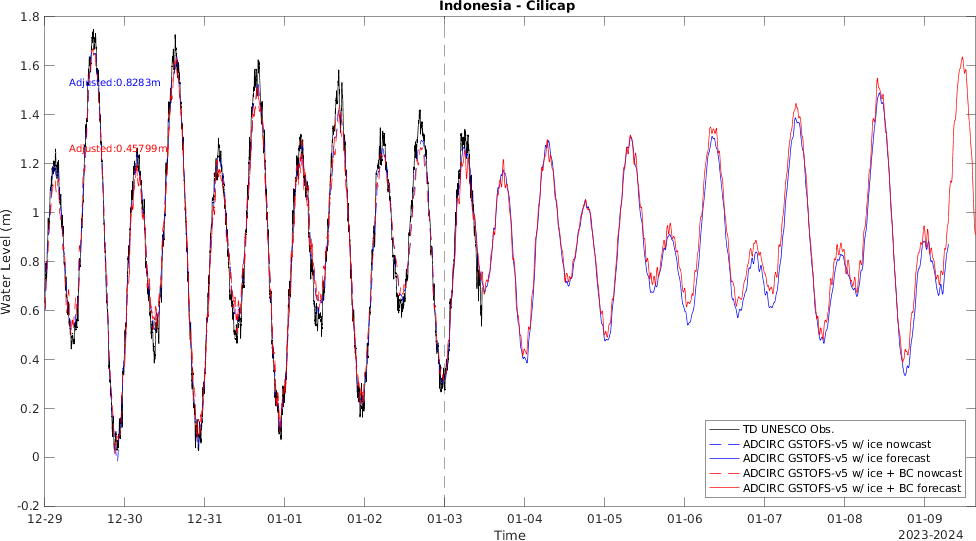 Indonesia - Cilicap
1.8
1.6
1.4
1.2
1
0.8
0.6
0.4
0.2
0
-0.2
Water Level (m)
Adjusted:0.8283m
Adjusted:0.45799m
TD UNESCO Obs.
ADCIRC GSTOFS-v5 w/ ice nowcast
ADCIRC GSTOFS-v5 w/ ice forecast
ADCIRC GSTOFS-v5 w/ ice + BC nowcast
ADCIRC GSTOFS-v5 w/ ice + BC forecast
12-29 12-30 12-31 01-01 01-02 01-03 01-04 01-05 01-06 01-07 01-08 01-09
Time
2023-2024